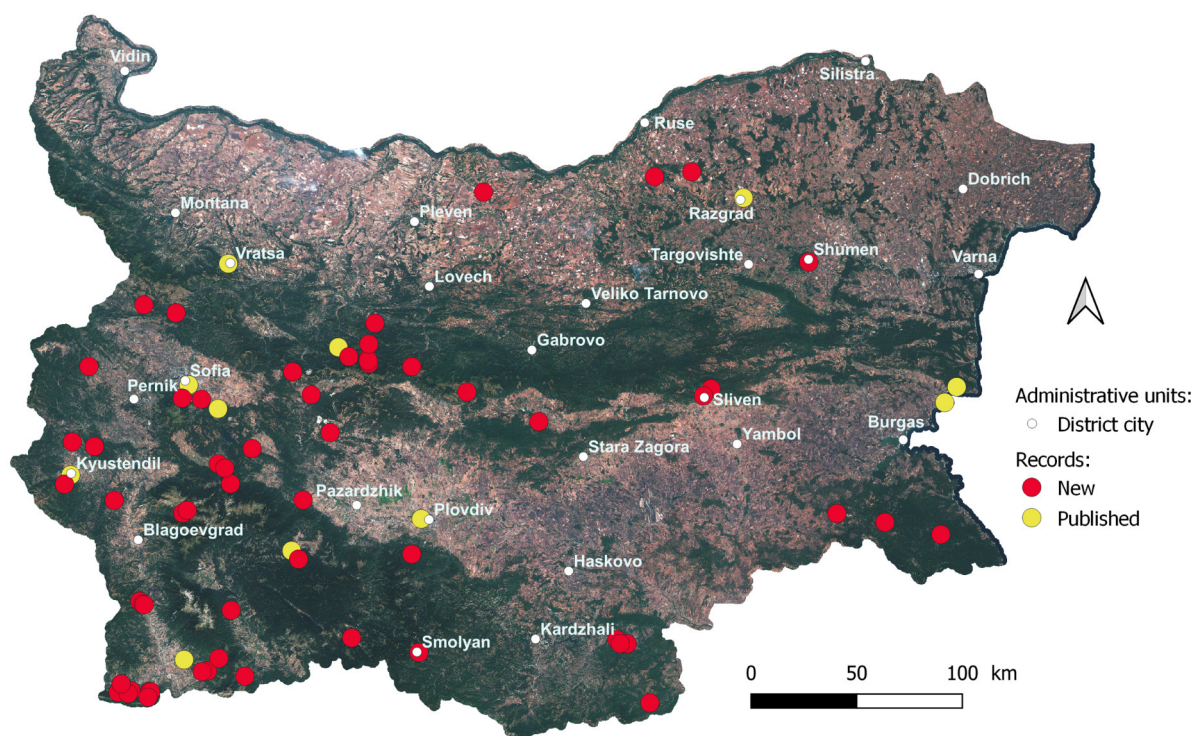 Vidin
Silistra
Ruse
Dobrich
Montana
Pleven
Razgrad
Vratsa
Targovishte
Shumen
Varna
Lovech
Veliko Tarnovo
Gabrovo
Sofia
Pernik
Sliven
Administrative units:
District city
Burgas
Yambol
Stara Zagora
Records:
Kyustendil
New
Pazardzhik
Plovdiv
Published
Blagoevgrad
Haskovo
Kardzhali
Smolyan
0 50 100 km